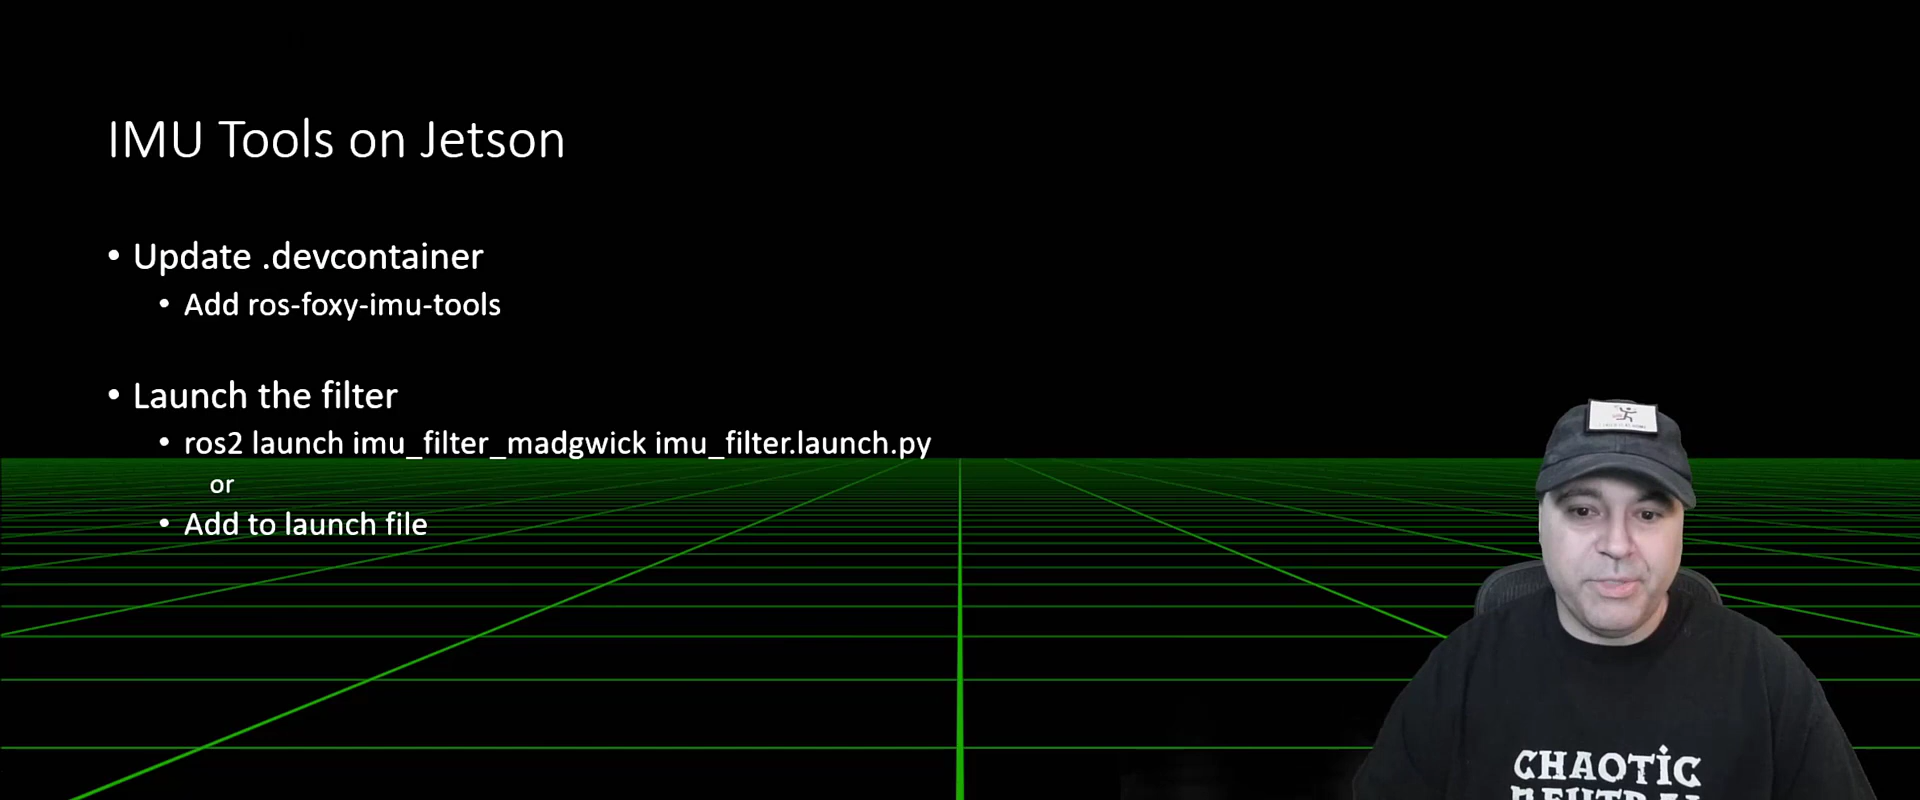 IMU Tools on Jetson
• Update .devcontainer
• Add ros-foxy-imu-tools
• Launch the filter
• ros2 launch imu_filter_madgwick imu_filter.launch.py
or
• Add to launch file
CHAOTIC
NEUTRAL